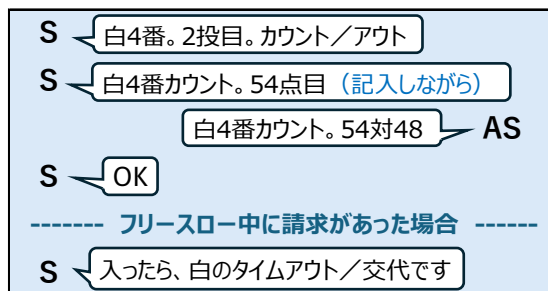 S 白4番。2投目。カウント／アウト
S 白4番カウント。54点目（記入しながら）
白4番カウント。54対48 AS
S OK
------- フリースロー中に請求があった場合 ------
S 入ったら、白のタイムアウト／交代です